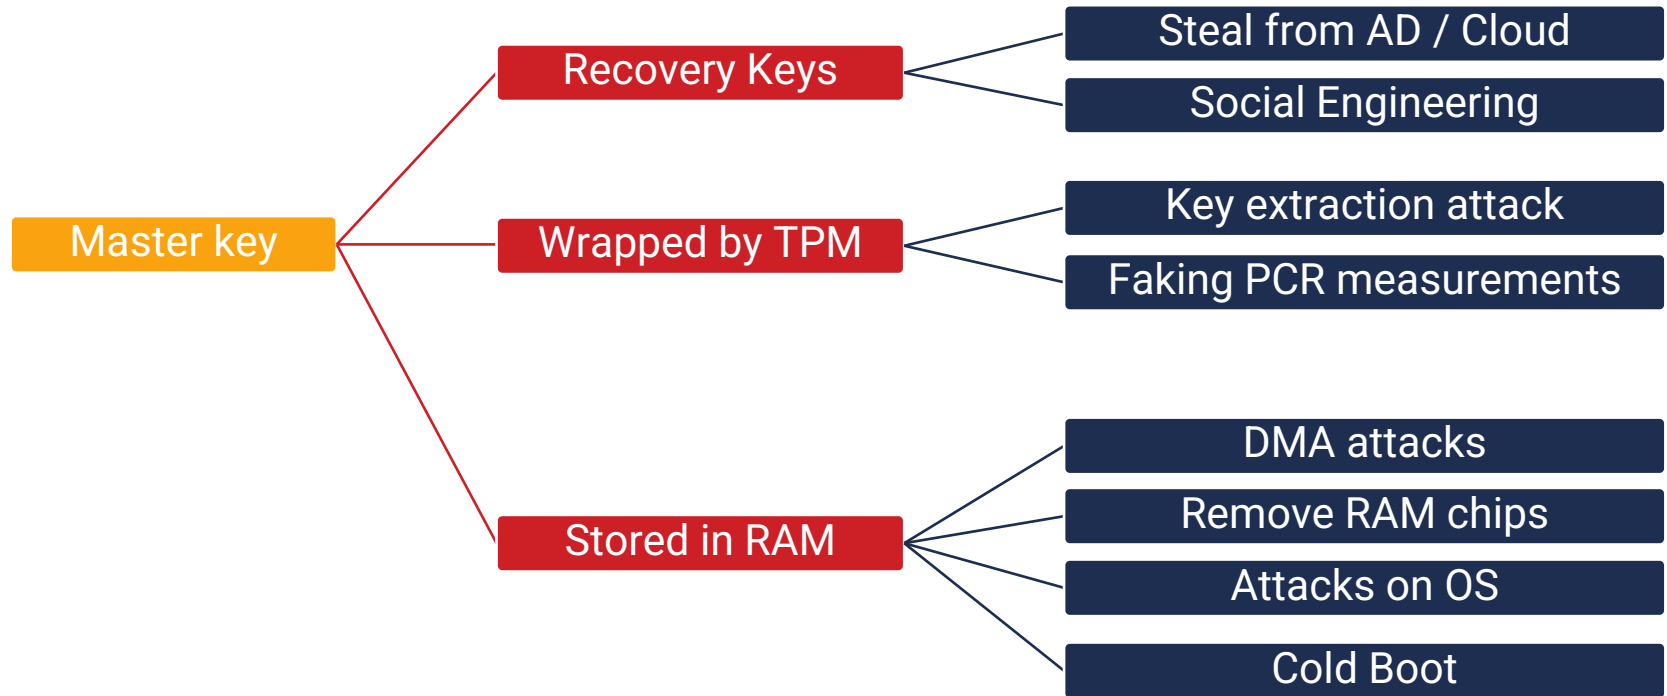 Master key
Recovery Keys
Steal from AD / Cloud
Social Engineering
Wrapped by TPM
Key extraction attack
Faking PCR measurements
Stored in RAM
DMA attacks
Remove RAM chips
Attacks on OS
Cold Boot